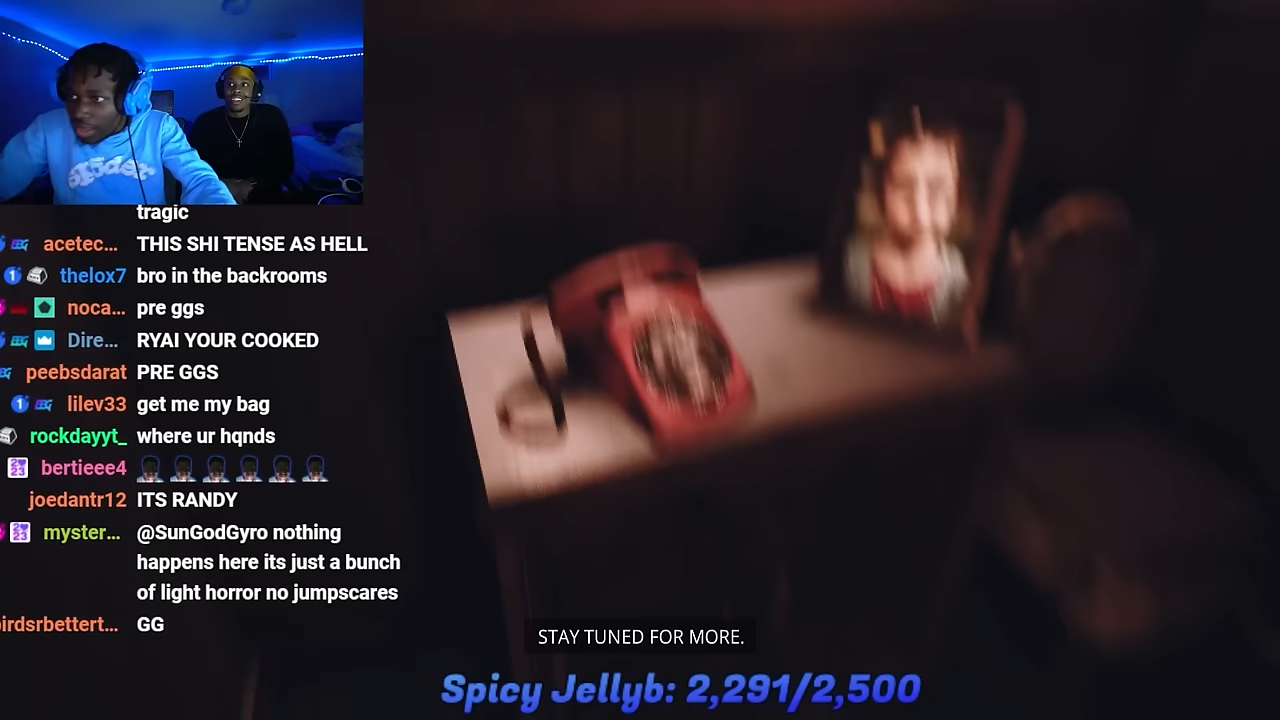 sp5der
tragic
acetec... THIS SHI TENSE AS HELL
thelox7 bro in the backrooms
noca... pre ggs
Dire... RYAI YOUR COOKED
peebsdarat PRE GGS
lilev33 get me my bag
rockdayyt_ where ur hqnds
bertieee4
joedantr12 ITS RANDY
myster... @SunGodGyro nothing
happens here its just a bunch
of light horror no jumpscares
irdsrbettert... GG
STAY TUNED FOR MORE.
Spicy Jellyb: 2,291/2,500